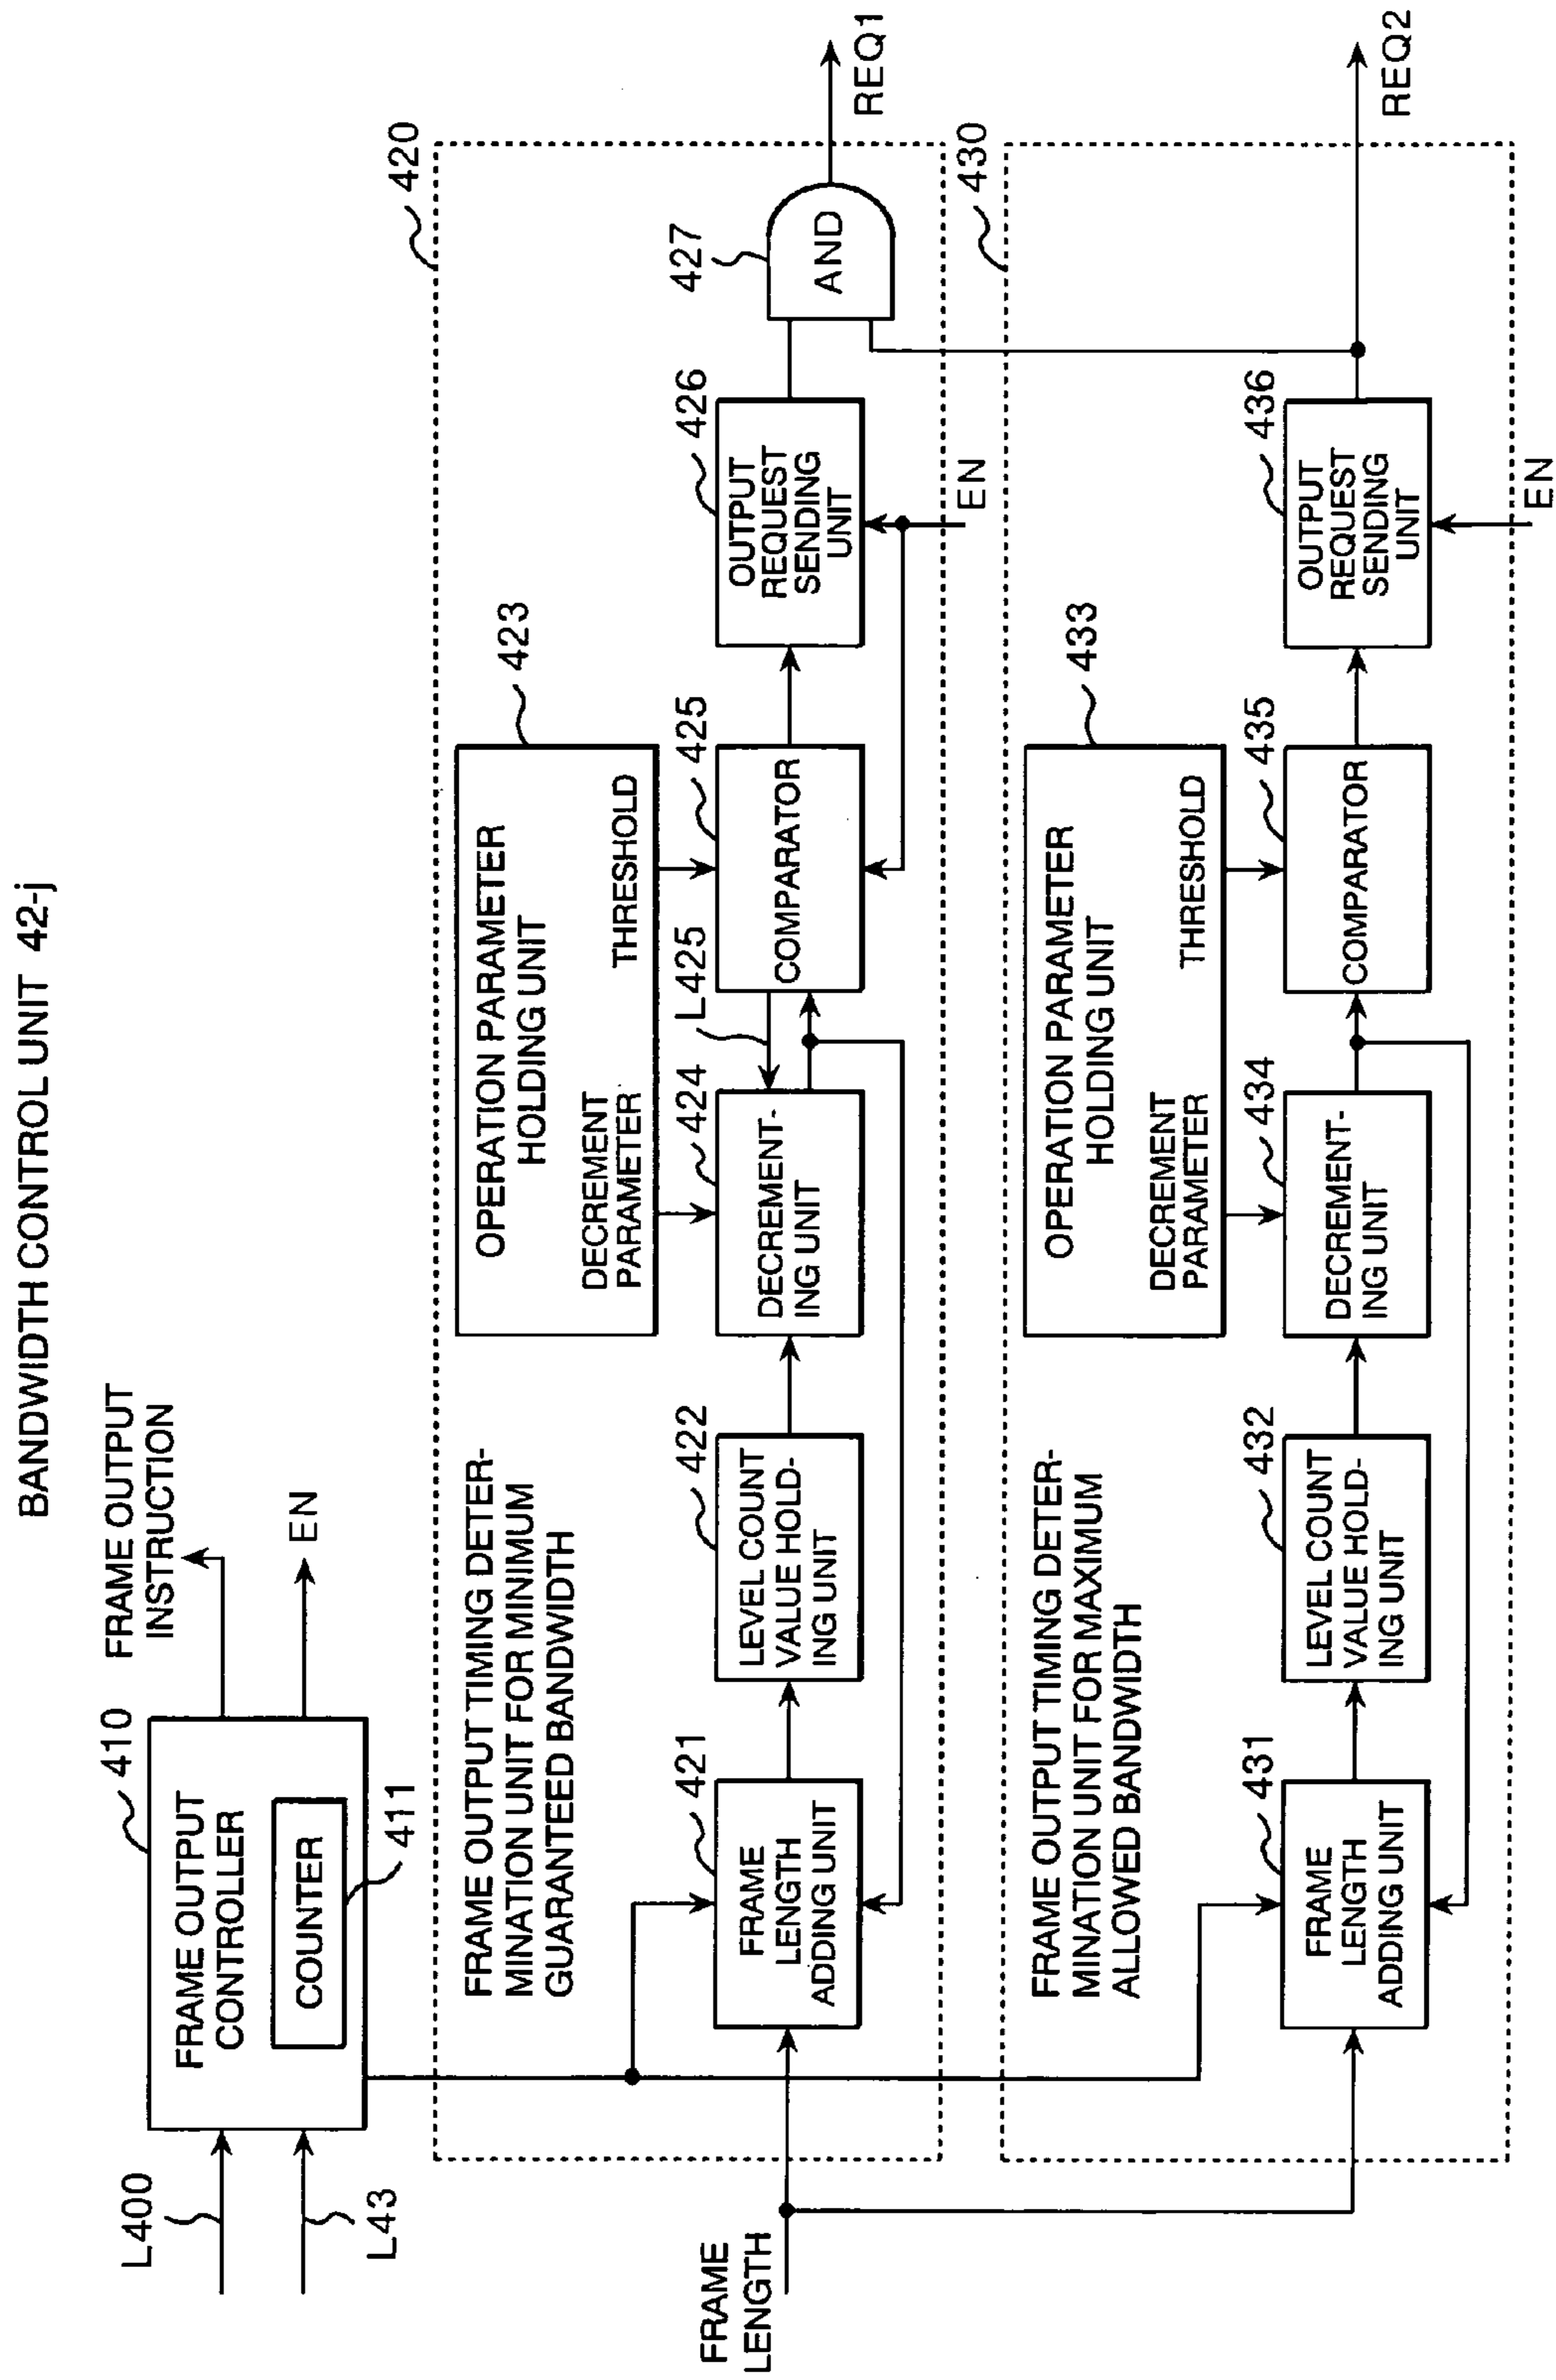 BANDWIDTH CONTROL UNIT 42-j
L400
L43
410
FRAME OUTPUT
CONTROLLER
COUNTER
411
FRAME OUTPUT
INSTRUCTION
EN
420
FRAME OUTPUT TIMING DETER-
MINATION UNIT FOR MINIMUM
GUARANTEED BANDWIDTH
423
OPERATION PARAMETER
HOLDING UNIT
DECREMENT
PARAMETER
THRESHOLD
FRAME
LENGTH
421
FRAME
LENGTH
ADDING UNIT
422
LEVEL COUNT
VALUE HOLD-
ING UNIT
424
DECREMENT-
ING UNIT
L425
425
COMPARATOR
426
OUTPUT
REQUEST
SENDING
UNIT
EN
427
AND
REQ1
430
FRAME OUTPUT TIMING DETER-
MINATION UNIT FOR MAXIMUM
ALLOWED BANDWIDTH
433
OPERATION PARAMETER
HOLDING UNIT
DECREMENT
PARAMETER
THRESHOLD
431
FRAME
LENGTH
ADDING UNIT
432
LEVEL COUNT
VALUE HOLD-
ING UNIT
434
DECREMENT-
ING UNIT
435
COMPARATOR
436
OUTPUT
REQUEST
SENDING
UNIT
EN
REQ2